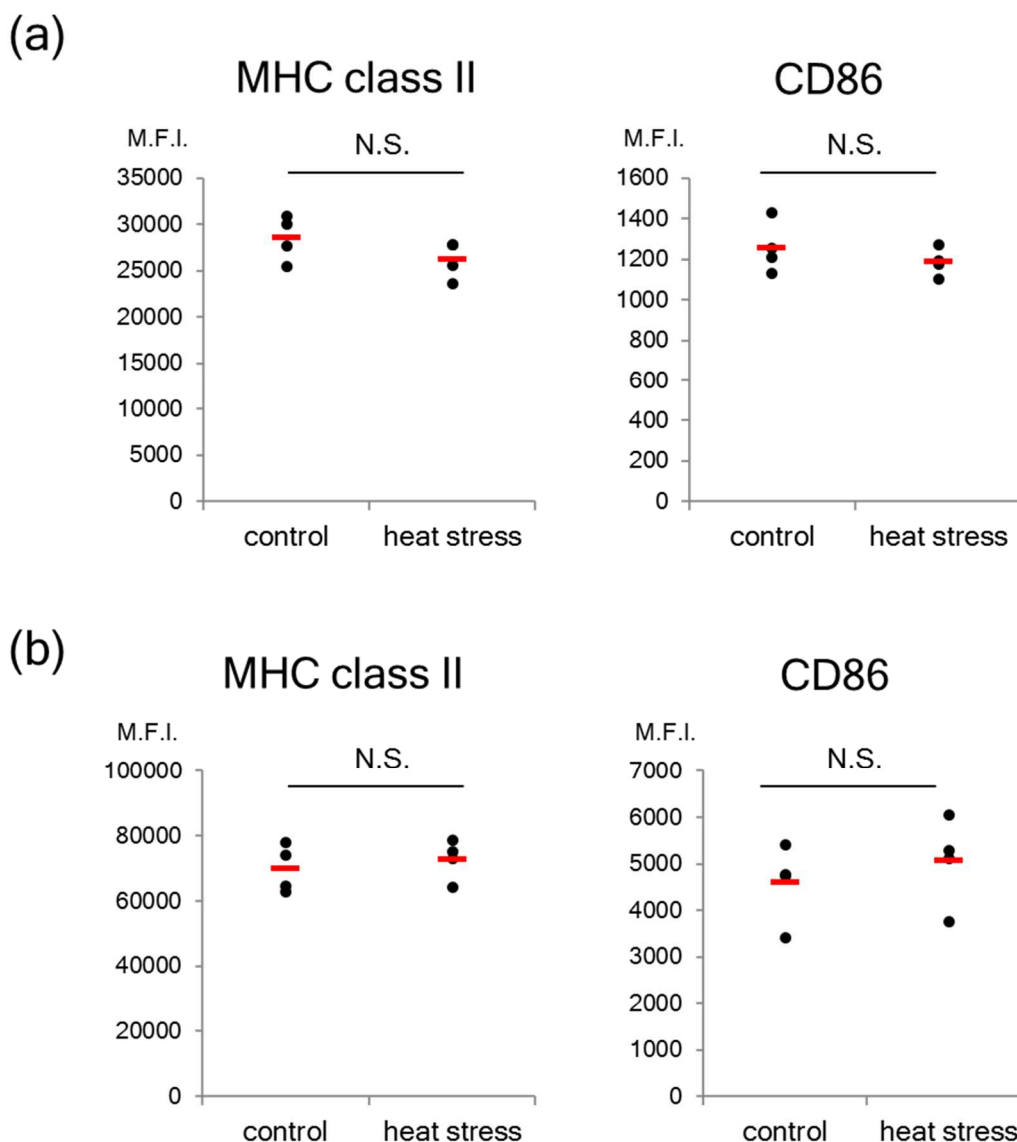 (a)
MHC class II
CD86
M.F.I.
N.S.
M.F.I.
N.S.
35000
30000
25000
20000
15000
10000
5000
0
control
heat stress
1600
1400
1200
1000
800
600
400
200
0
control
heat stress
(b)
MHC class II
CD86
M.F.I.
N.S.
M.F.I.
N.S.
100000
80000
60000
40000
20000
0
control
heat stress
7000
6000
5000
4000
3000
2000
1000
0
control
heat stress